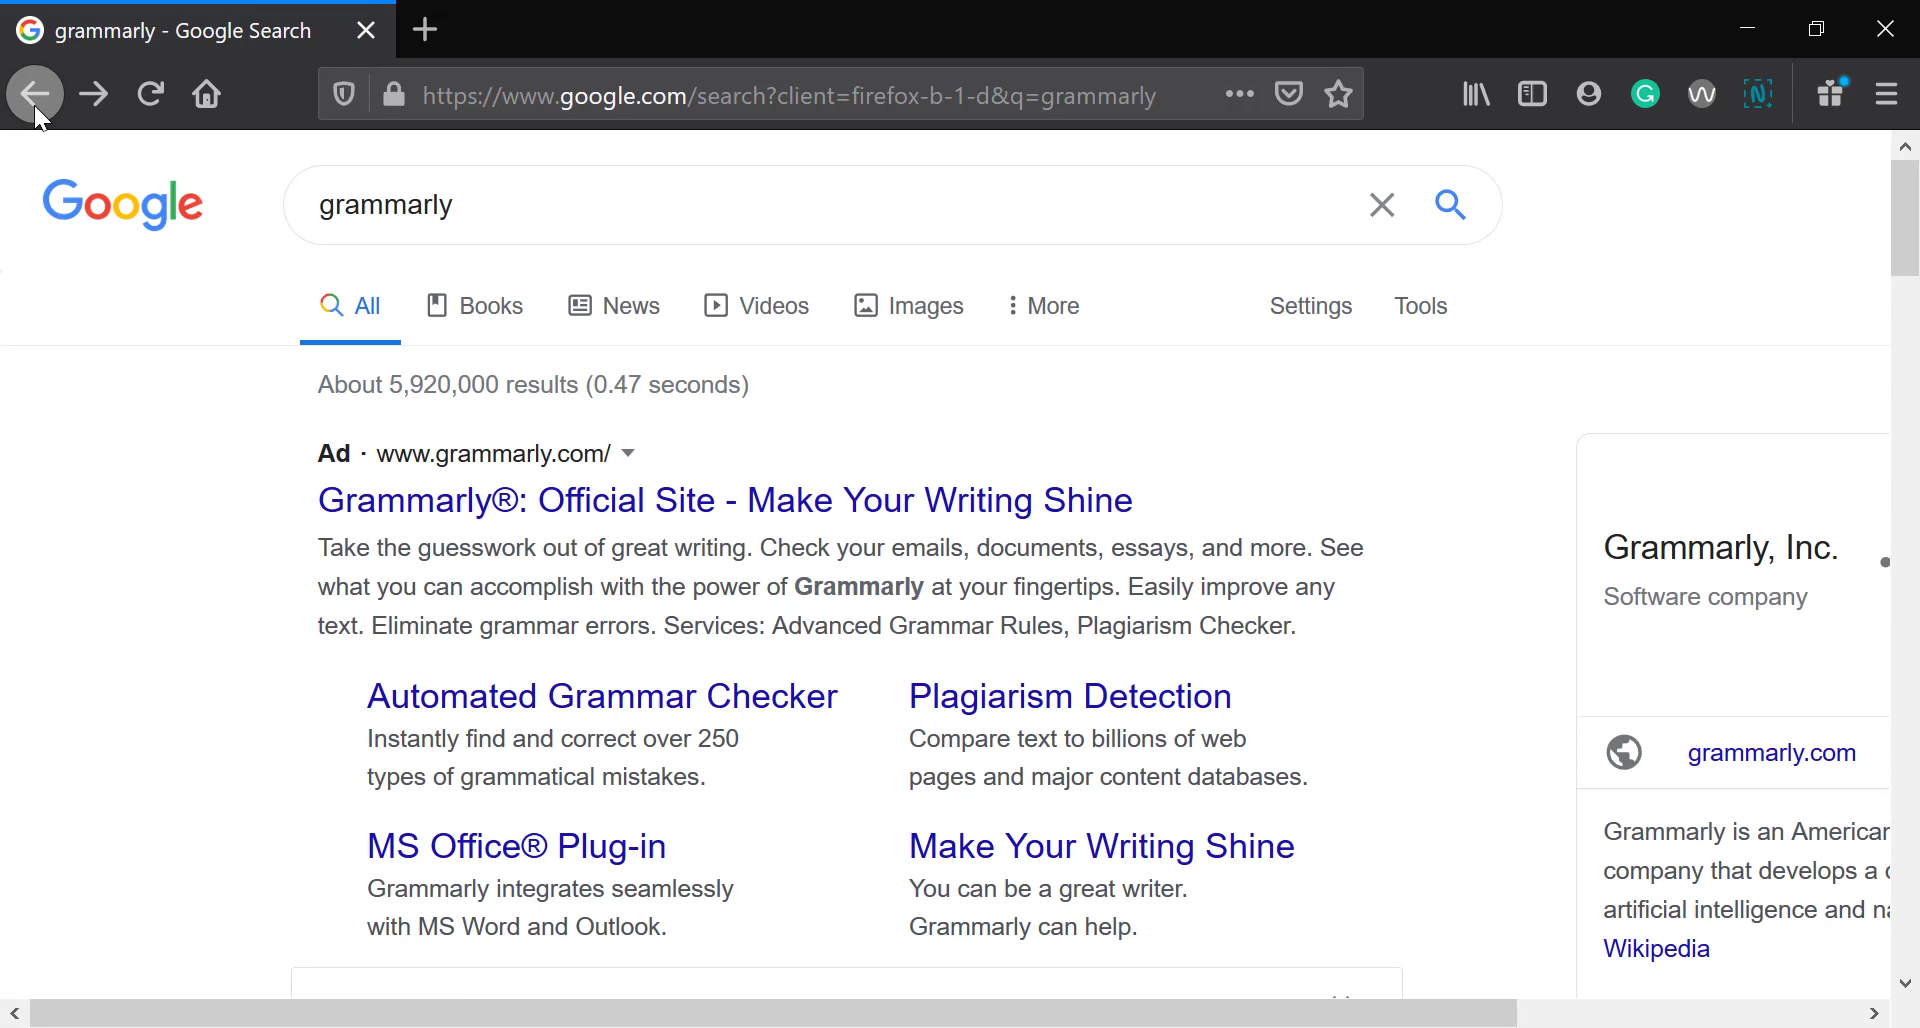 grammarly - Google Search
https://www.google.com/search?client=firefox-b-1-d&q=grammarly
Google
grammarly
All Books News Videos Images More Settings Tools
About 5,920,000 results (0.47 seconds)
Ad · www.grammarly.com/
Grammarly®: Official Site - Make Your Writing Shine
Take the guesswork out of great writing. Check your emails, documents, essays, and more. See
what you can accomplish with the power of Grammarly at your fingertips. Easily improve any
text. Eliminate grammar errors. Services: Advanced Grammar Rules, Plagiarism Checker.
Automated Grammar Checker
Instantly find and correct over 250
types of grammatical mistakes.
Plagiarism Detection
Compare text to billions of web
pages and major content databases.
MS Office® Plug-in
Grammarly integrates seamlessly
with MS Word and Outlook.
Make Your Writing Shine
You can be a great writer.
Grammarly can help.
Grammarly, Inc.
Software company
grammarly.com
Grammarly is an American
company that develops a
artificial intelligence and
Wikipedia